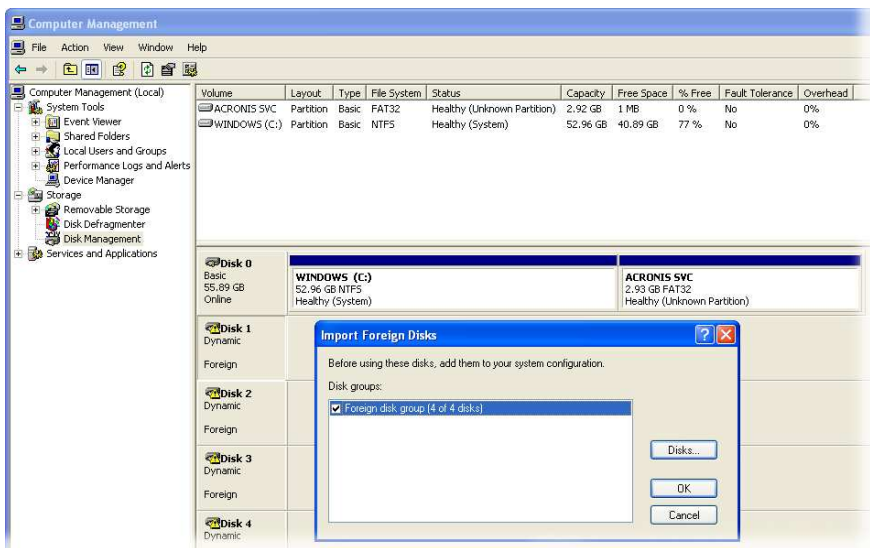 Computer Management
File Action View Window Help
Computer Management (Local)
System Tools
Event Viewer
Shared Folders
Local Users and Groups
Performance Logs and Alerts
Device Manager
Storage
Removable Storage
Disk Defragmenter
Disk Management
Services and Applications
Volume Layout Type File System Status Capacity Free Space % Free Fault Tolerance Overhead
ACRONIS SVC Partition Basic FAT32 Healthy (Unknown Partition) 2.92 GB 1 MB 0 % No 0%
WINDOWS (C:) Partition Basic NTFS Healthy (System) 52.96 GB 40.89 GB 77 % No 0%
Disk 0
Basic
55.89 GB
Online
WINDOWS (C:)
52.96 GB NTFS
Healthy (System)
ACRONIS SVC
2.93 GB FAT32
Healthy (Unknown Partition)
Disk 1
Dynamic
Foreign
Disk 2
Dynamic
Foreign
Disk 3
Dynamic
Foreign
Disk 4
Dynamic
Import Foreign Disks
Before using these disks, add them to your system configuration.
Disk groups:
Foreign disk group (4 of 4 disks)
Disks...
OK
Cancel